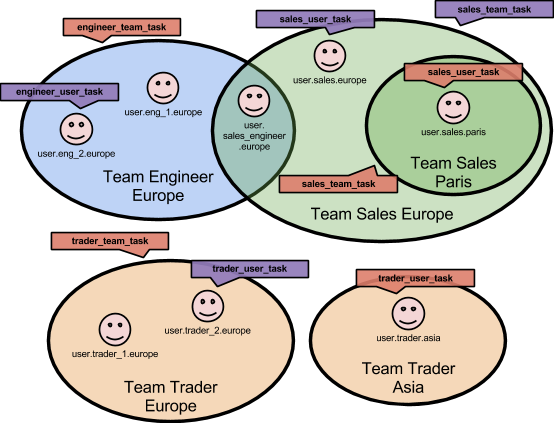 sales_team_task
sales_user_task
engineer_team_task
user.sales.europe
sales_user_task
engineer_user_task
user.eng_1.europe
user.
sales_engineer
.europe
user.sales.paris
user.eng_2.europe
Team Sales
Paris
Team Engineer
Europe
sales_team_task
Team Sales Europe
trader_team_task
trader_user_task
trader_user_task
user.trader_2.europe
user.trader.asia
user.trader_1.europe
Team Trader
Asia
Team Trader
Europe